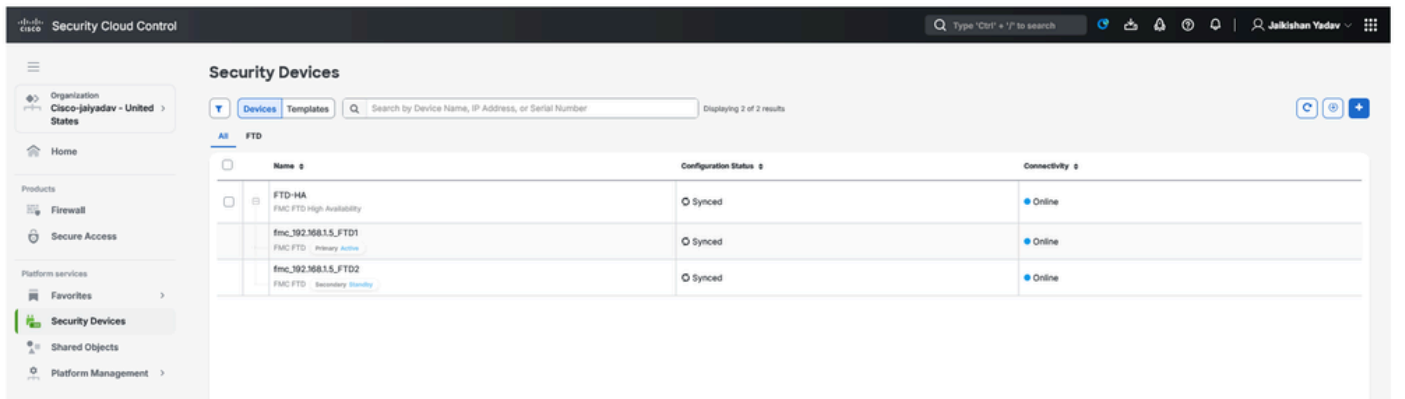 cisco Security Cloud Control
Type 'Ctrl' + '/' to search
Jaikishan Yadav
Organization
Cisco-jaiyadav - United
States
Home
Products
Firewall
Secure Access
Platform services
Favorites
Security Devices
Shared Objects
Platform Management
Security Devices
Devices Templates Search by Device Name, IP Address, or Serial Number Displaying 2 of 2 results
All FTD
Name Configuration Status Connectivity
FTD-HA
FMC FTD High Availability
Synced Online
fmc_192.168.1.5_FTD1
FMC FTD Primary Active
Synced Online
fmc_192.168.1.5_FTD2
FMC FTD Secondary Standby
Synced Online